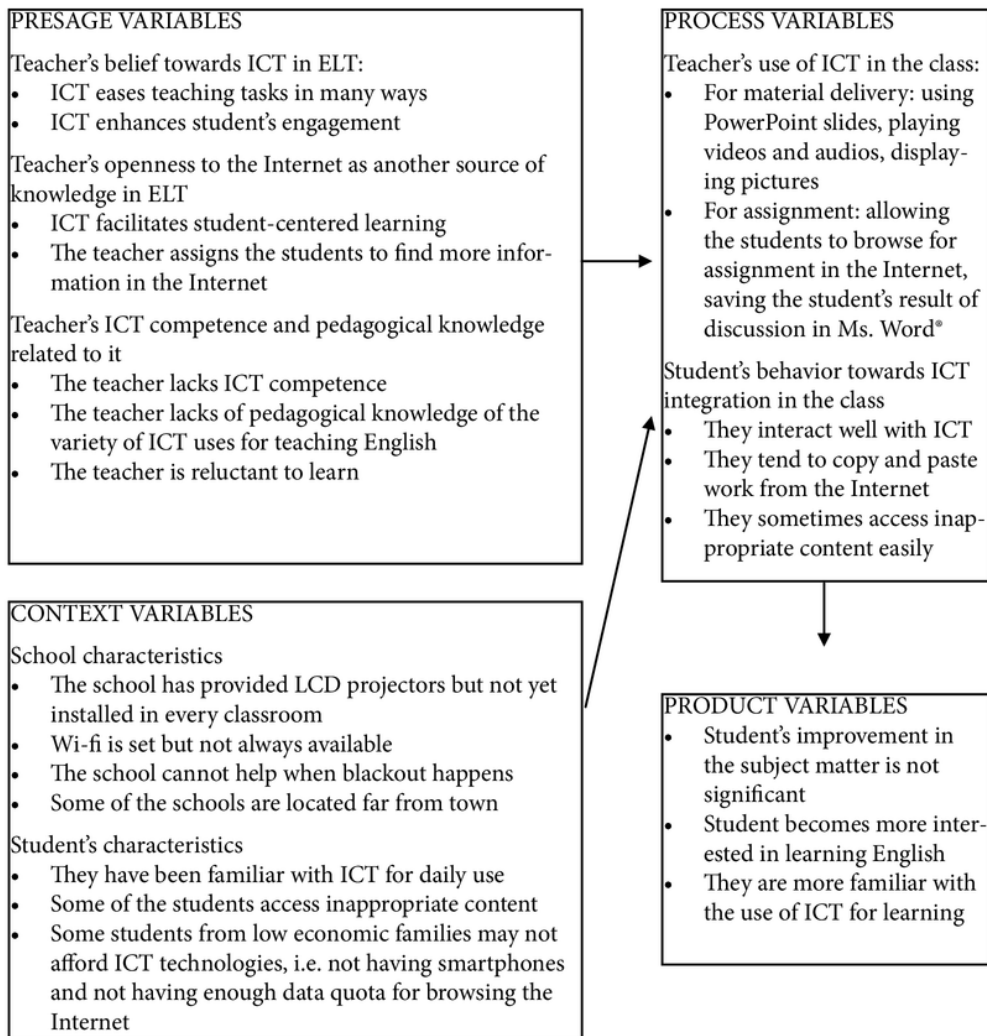 PRESAGE VARIABLES
Teacher’s belief towards ICT in ELT:
• ICT eases teaching tasks in many ways
• ICT enhances student’s engagement
Teacher’s openness to the Internet as another source of
knowledge in ELT
• ICT facilitates student-centered learning
• The teacher assigns the students to find more infor-
mation in the Internet
Teacher’s ICT competence and pedagogical knowledge
related to it
• The teacher lacks ICT competence
• The teacher lacks of pedagogical knowledge of the
variety of ICT uses for teaching English
• The teacher is reluctant to learn
CONTEXT VARIABLES
School characteristics
• The school has provided LCD projectors but not yet
installed in every classroom
• Wi-fi is set but not always available
• The school cannot help when blackout happens
• Some of the schools are located far from town
Student’s characteristics
• They have been familiar with ICT for daily use
• Some of the students access inappropriate content
• Some students from low economic families may not
afford ICT technologies, i.e. not having smartphones
and not having enough data quota for browsing the
Internet
PROCESS VARIABLES
Teacher’s use of ICT in the class:
• For material delivery: using
PowerPoint slides, playing
videos and audios, display-
ing pictures
• For assignment: allowing
the students to browse for
assignment in the Internet,
saving the student’s result of
discussion in Ms. Word®
Student’s behavior towards ICT
integration in the class
• They interact well with ICT
• They tend to copy and paste
work from the Internet
• They sometimes access inap-
propriate content easily
PRODUCT VARIABLES
• Student’s improvement in
the subject matter is not
significant
• Student becomes more inter-
ested in learning English
• They are more familiar with
the use of ICT for learning